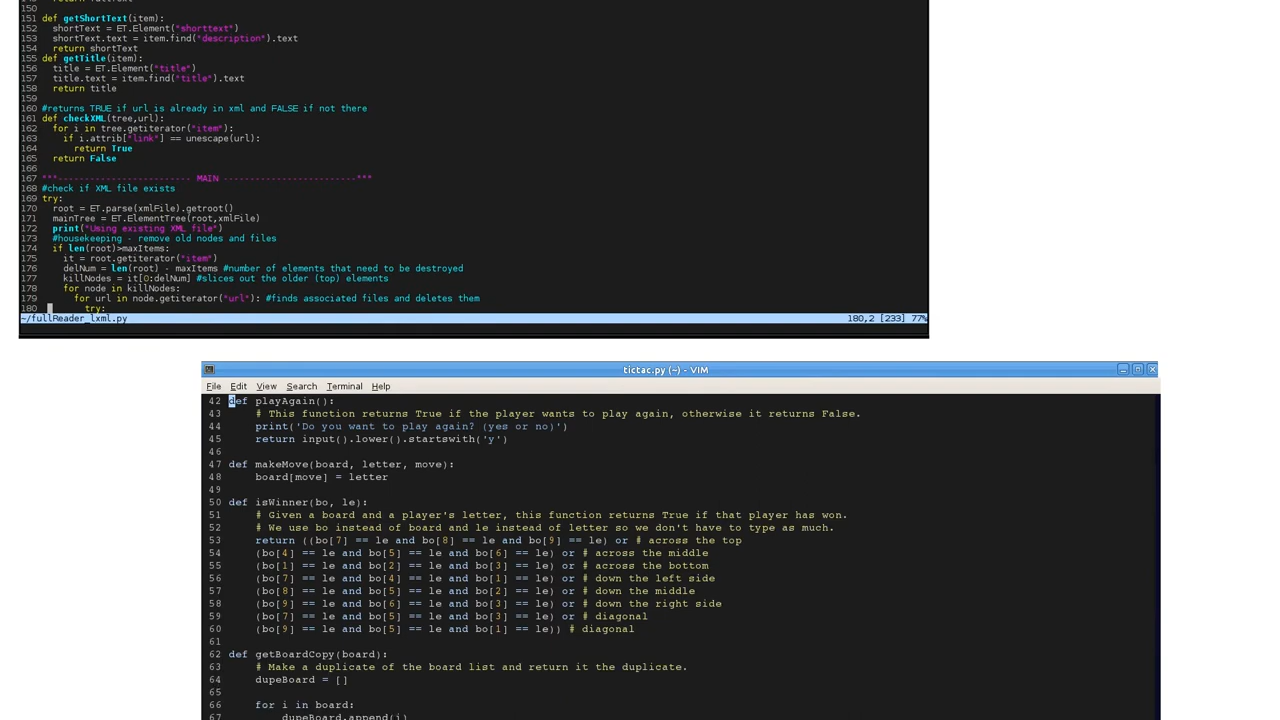 150
151 def getShortText(item):
152   shortText = ET.Element("shorttext")
153   shortText.text = item.find("description").text
154   return shortText
155 def getTitle(item):
156   title = ET.Element("title")
157   title.text = item.find("title").text
158   return title
159
160 #returns TRUE if url is already in xml and FALSE if not there
161 def checkXML(tree,url):
162   for i in tree.getiterator("item"):
163     if i.attrib["link"] == unescape(url):
164       return True
165   return False
166
167 ***------------------------- MAIN -------------------------***
168 #check if XML file exists
169 try:
170   root = ET.parse(xmlFile).getroot()
171   mainTree = ET.ElementTree(root,xmlFile)
172   print("Using existing XML file")
173   #housekeeping - remove old nodes and files
174   if len(root)>maxItems:
175     it = root.getiterator("item")
176     delNum = len(root) - maxItems #number of elements that need to be destroyed
177     killNodes = it[0:delNum] #slices out the older (top) elements
178     for node in killNodes:
179       for url in node.getiterator("url"): #finds associated files and deletes them
180         try:
~/fullReader_lxml.py 180,2 [233] 77%
tictac.py (~) - VIM
File Edit View Search Terminal Help
42 def playAgain():
43     # This function returns True if the player wants to play again, otherwise it returns False.
44     print('Do you want to play again? (yes or no)')
45     return input().lower().startswith('y')
46
47 def makeMove(board, letter, move):
48     board[move] = letter
49
50 def isWinner(bo, le):
51     # Given a board and a player's letter, this function returns True if that player has won.
52     # We use bo instead of board and le instead of letter so we don't have to type as much.
53     return ((bo[7] == le and bo[8] == le and bo[9] == le) or # across the top
54     (bo[4] == le and bo[5] == le and bo[6] == le) or # across the middle
55     (bo[1] == le and bo[2] == le and bo[3] == le) or # across the bottom
56     (bo[7] == le and bo[4] == le and bo[1] == le) or # down the left side
57     (bo[8] == le and bo[5] == le and bo[2] == le) or # down the middle
58     (bo[9] == le and bo[6] == le and bo[3] == le) or # down the right side
59     (bo[7] == le and bo[5] == le and bo[3] == le) or # diagonal
60     (bo[9] == le and bo[5] == le and bo[1] == le)) # diagonal
61
62 def getBoardCopy(board):
63     # Make a duplicate of the board list and return it the duplicate.
64     dupeBoard = []
65
66     for i in board:
67         dupeBoard.append(i)